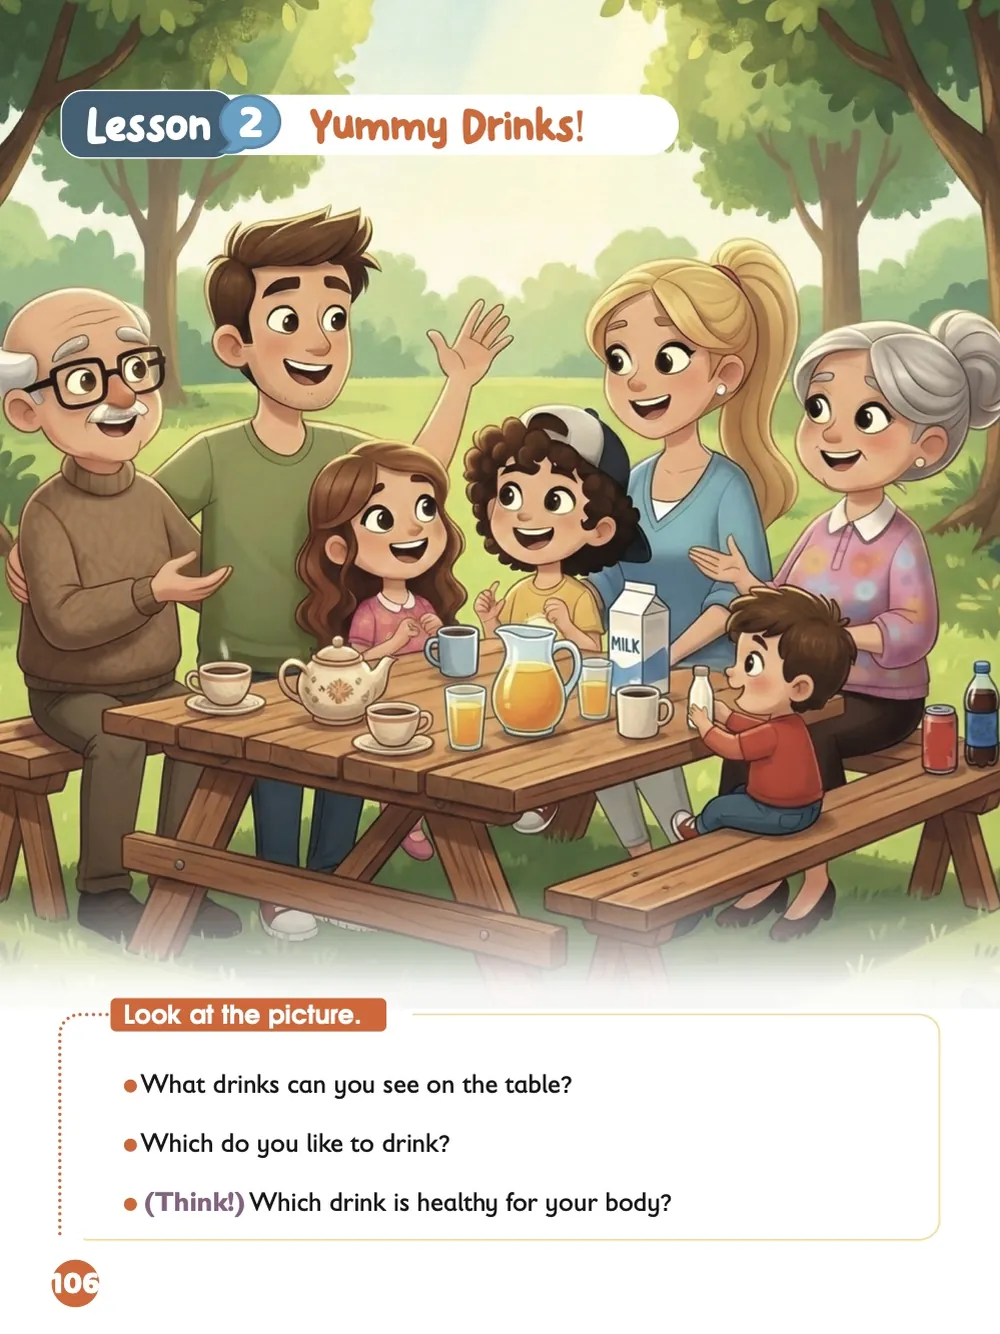 Lesson 2 Yummy Drinks!
MILK
Look at the picture.
•What drinks can you see on the table?
•Which do you like to drink?
• (Think!) Which drink is healthy for your body?
106